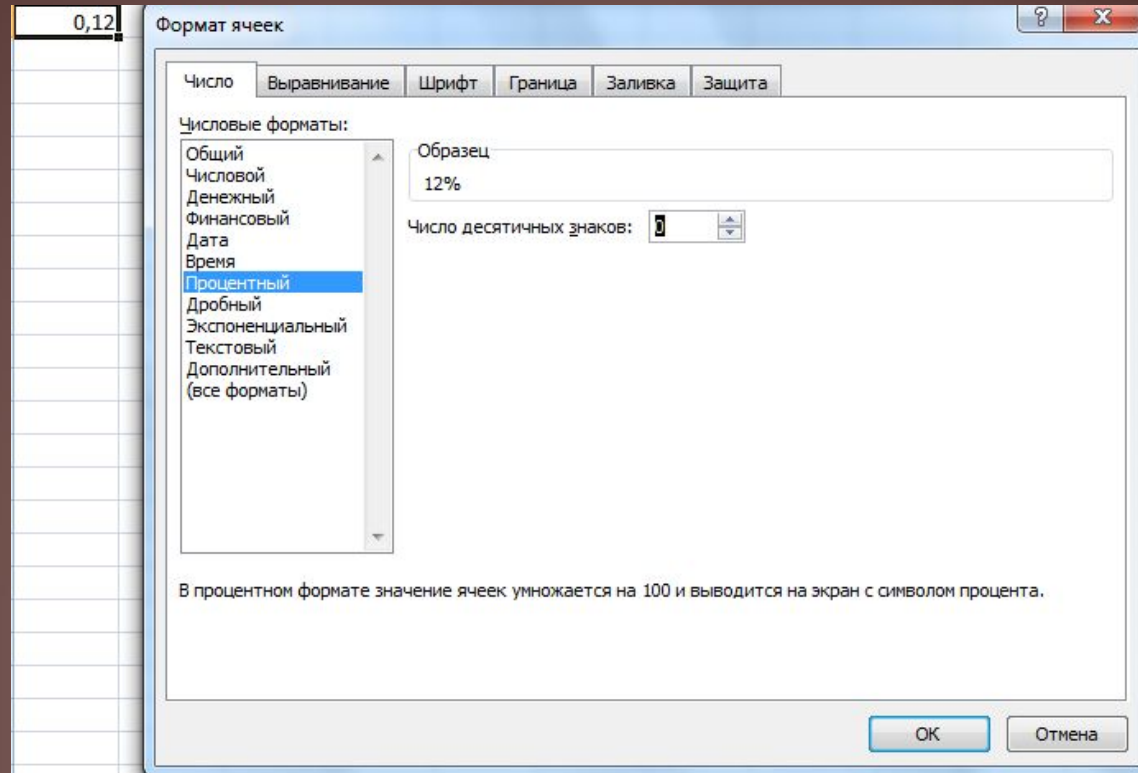 0,12
Формат ячеек
Число Выравнивание Шрифт Граница Заливка Защита
Числовые форматы:
Общий
Числовой
Денежный
Финансовый
Дата
Время
Процентный
Дробный
Экспоненциальный
Текстовый
Дополнительный
(все форматы)
Образец
12%
Число десятичных знаков: 0
В процентном формате значение ячеек умножается на 100 и выводится на экран с символом процента.
ОК Отмена